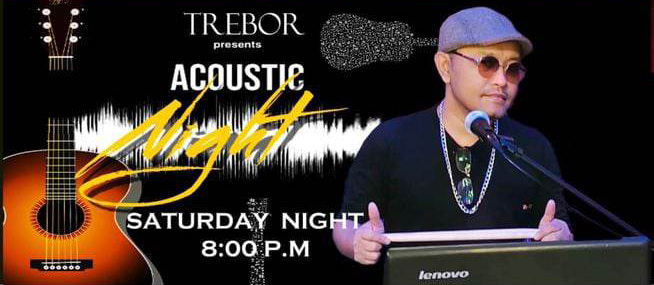 TREBOR
presents
ACOUSTIC
Night
SATURDAY NIGHT
8:00 P.M
lenovo